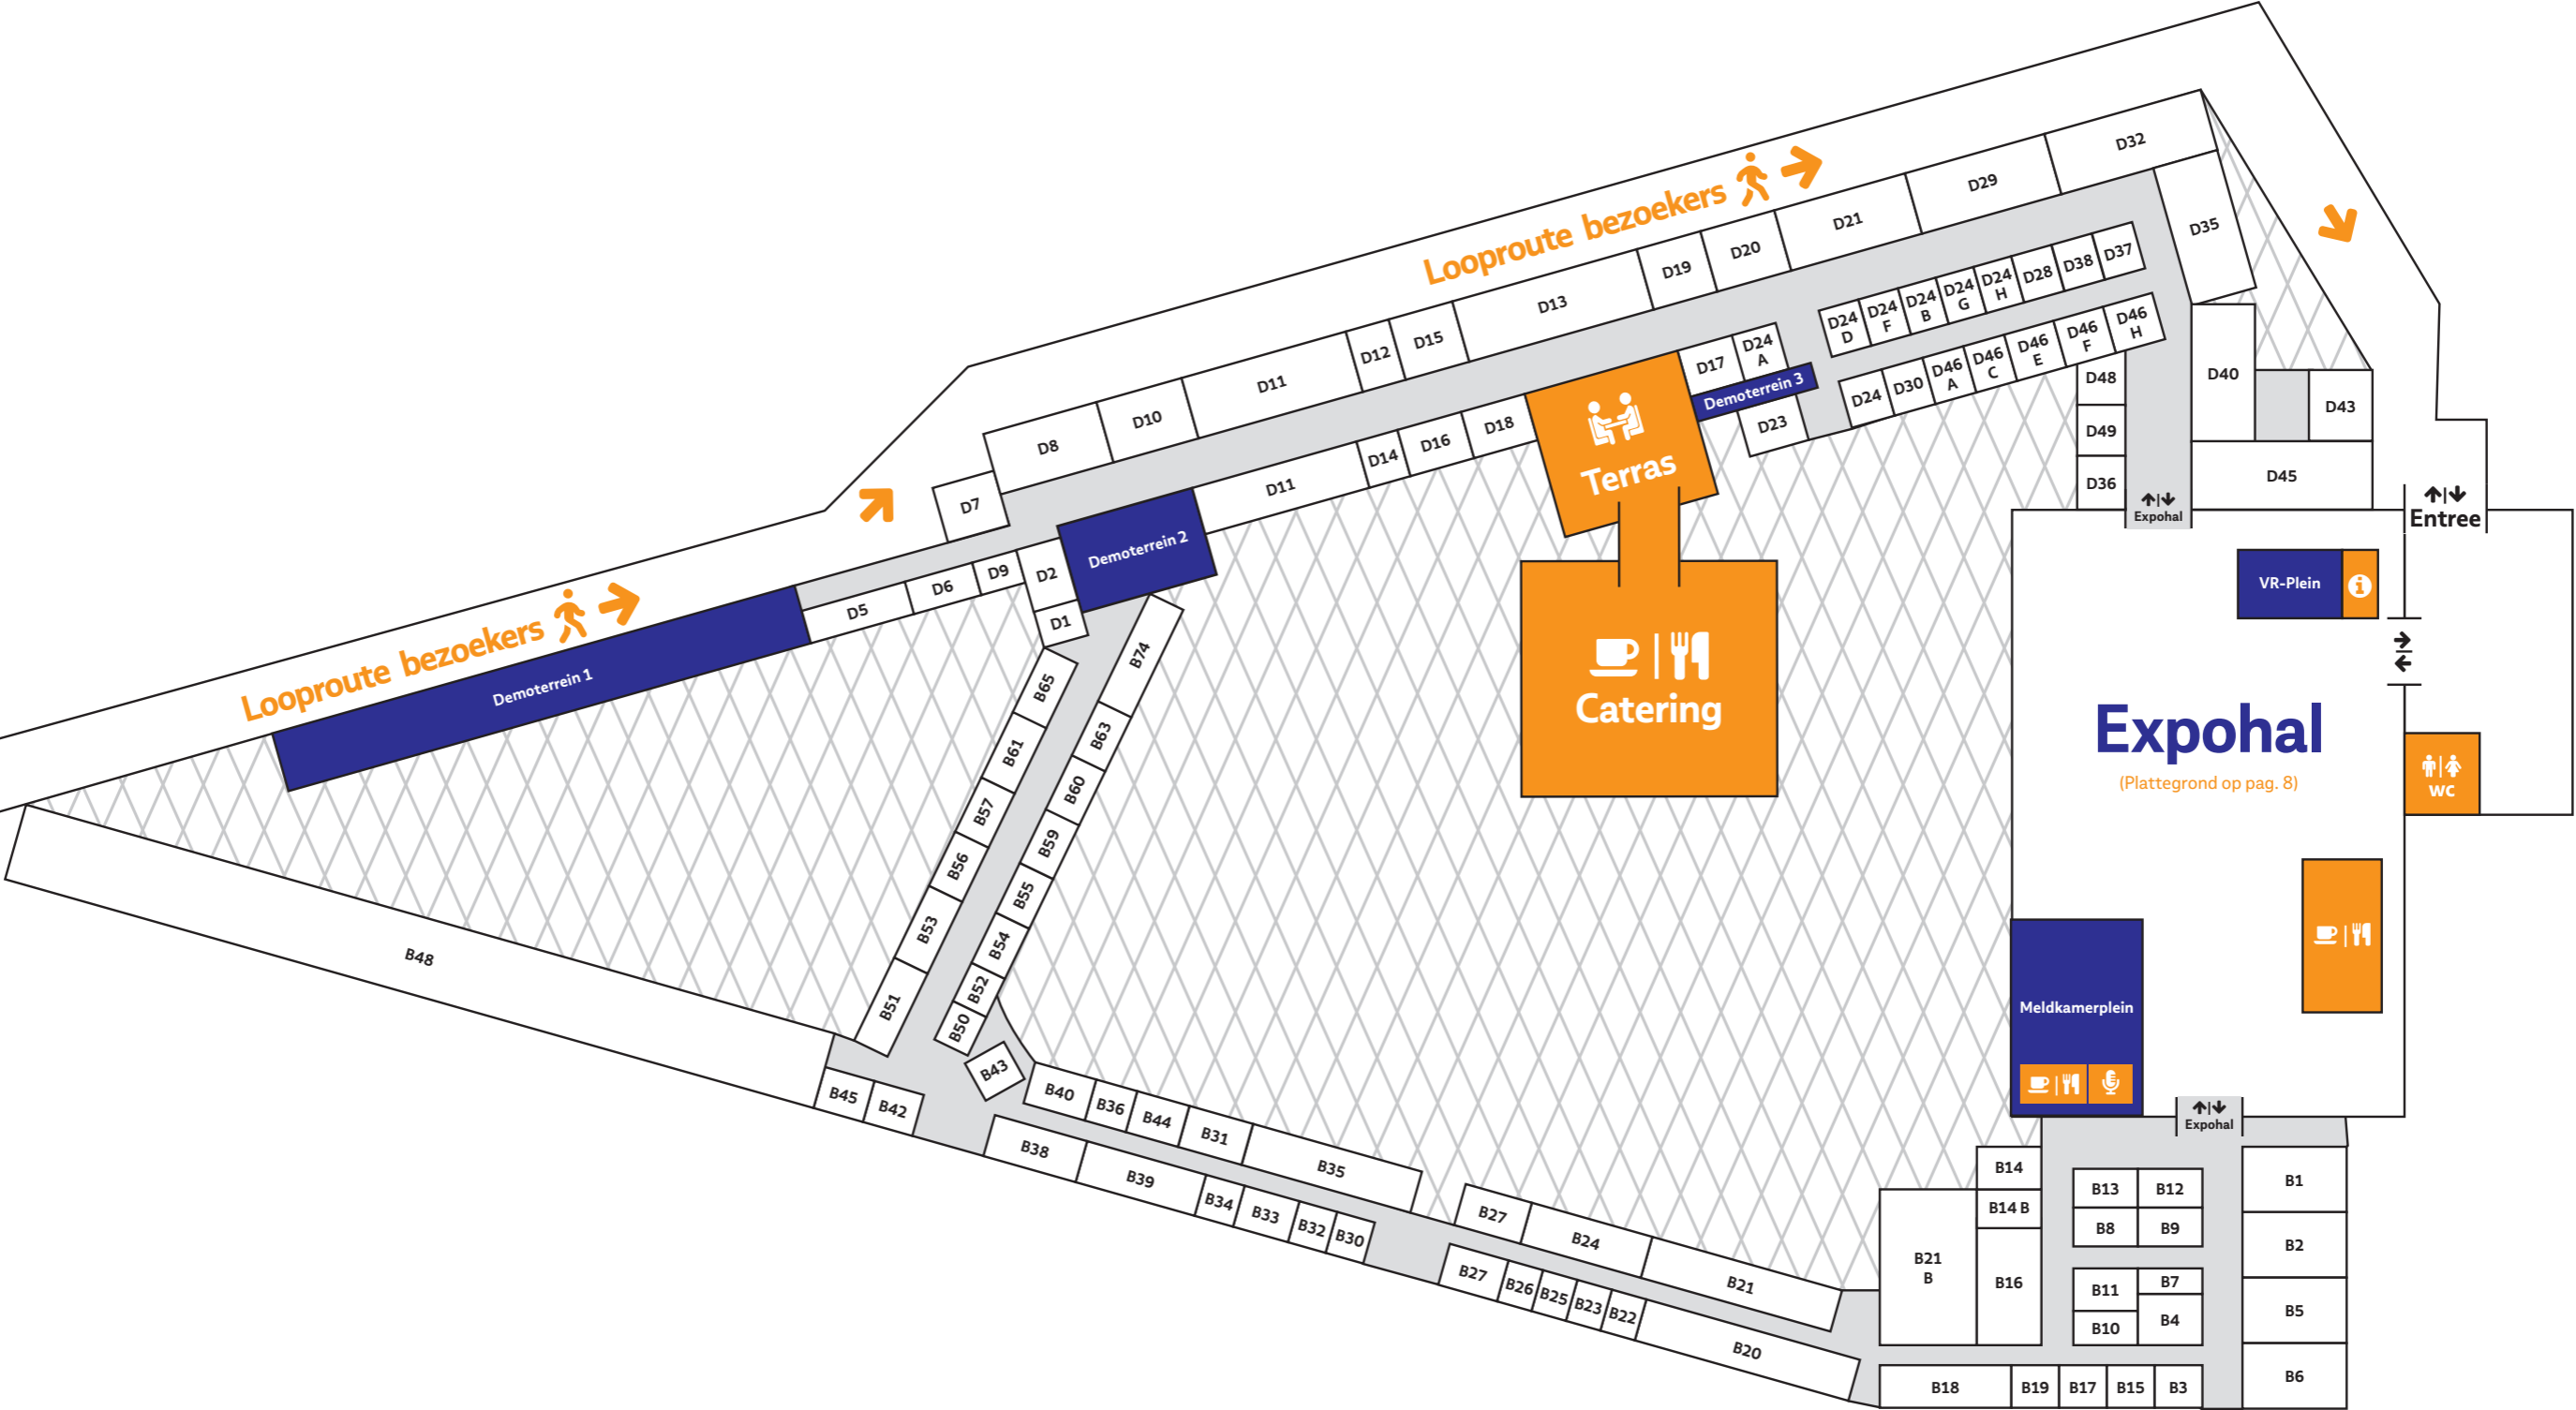 Looproute bezoekers
D32
D29
D21
D20
D19
D13
D15
D12
D11
D10
D8
D7
D35
D37
D38
D28
D24
H
D24
G
D24
B
D24
F
D24
D
D24
A
D17
Demoterrein 3
D23
D46
H
D46
F
D46
E
D46
C
D46
A
D30
D24
D48
D49
D36
D40
D43
D45
Expohal
Entree
Terras
D18
D16
D14
D11
Demoterrein 2
D2
D1
D9
D6
D5
Looproute bezoekers
Demoterrein 1
Catering
VR-Plein
Expohal
(Plattegrond op pag. 8)
WC
Meldkamerplein
Expohal
B74
B63
B60
B59
B55
B54
B52
B50
B43
B65
B61
B57
B56
B53
B51
B48
B45
B42
B40
B36
B44
B31
B35
B38
B39
B34
B33
B32
B30
B27
B24
B21
B27
B26
B25
B23
B22
B20
B14
B14 B
B21
B
B16
B13
B12
B8
B9
B11
B7
B10
B4
B1
B2
B5
B6
B18
B19
B17
B15
B3